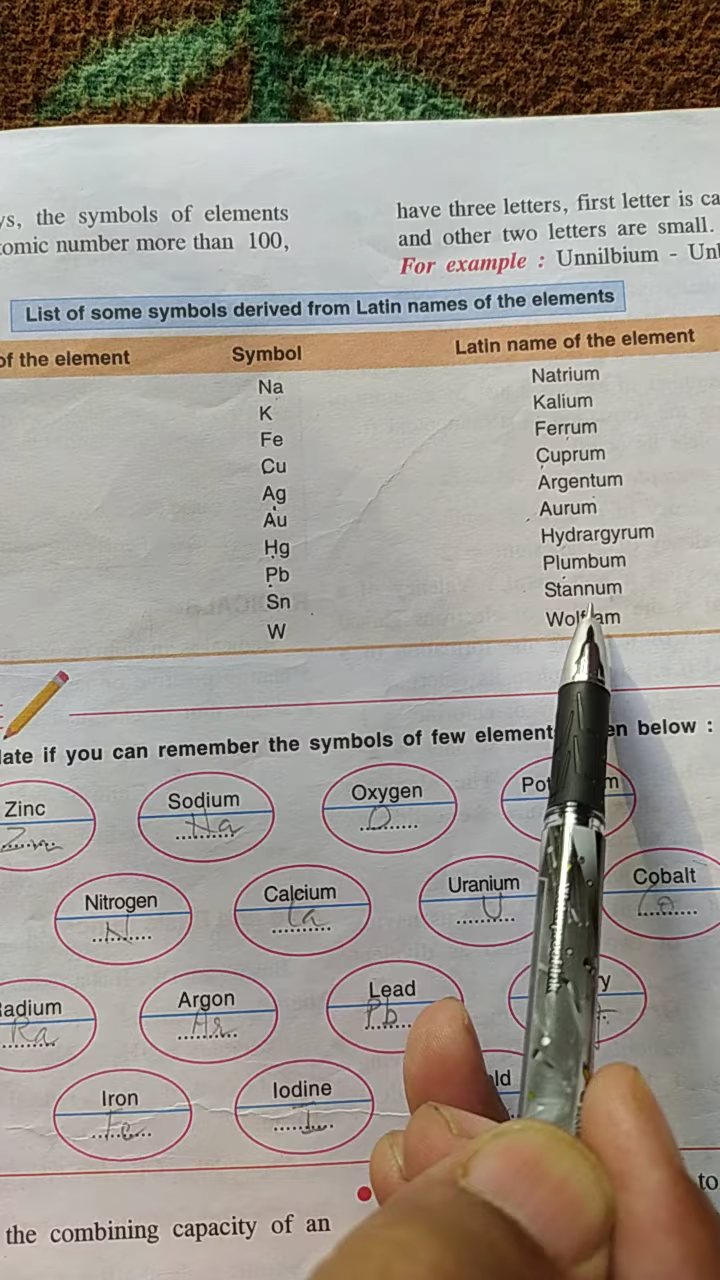 ys, the symbols of elements
tomic number more than 100,
have three letters, first letter is ca
and other two letters are small.
For example : Unnilbium - Unb
List of some symbols derived from Latin names of the elements
of the element Symbol Latin name of the element
Na Natrium
K Kalium
Fe Ferrum
Cu Cuprum
Ag Argentum
Au Aurum
Hg Hydrargyrum
Pb Plumbum
Sn Stannum
W
late if you can remember the symbols of few element en below :
Zinc Sodium Oxygen Pot m
Na O
Nitrogen Calcium Uranium Cobalt
N Ca U Co
adium Argon Lead y
Ra Ar Pb
Iron Iodine ld
Fe I
to
the combining capacity of an